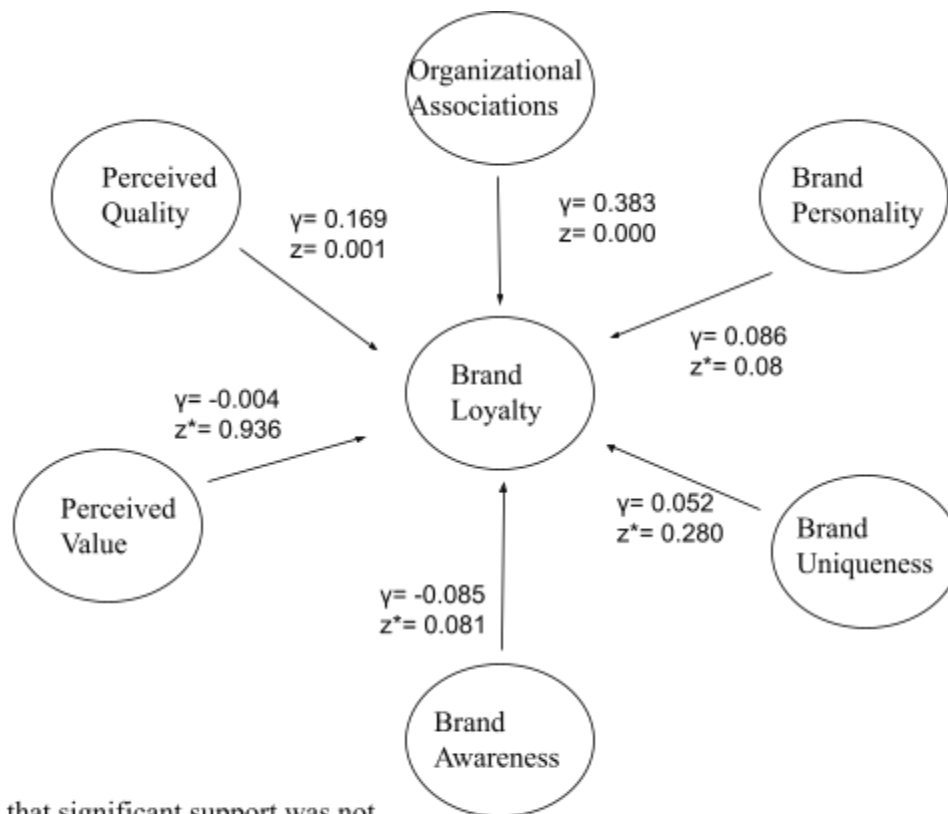 Organizational
Associations
Perceived
Quality
Brand
Personality
γ= 0.169
z= 0.001
γ= 0.383
z= 0.000
γ= 0.086
z*= 0.08
Brand
Loyalty
γ= -0.004
z*= 0.936
Perceived
Value
γ= 0.052
z*= 0.280
Brand
Uniqueness
γ= -0.085
z*= 0.081
Brand
Awareness
that significant support was not